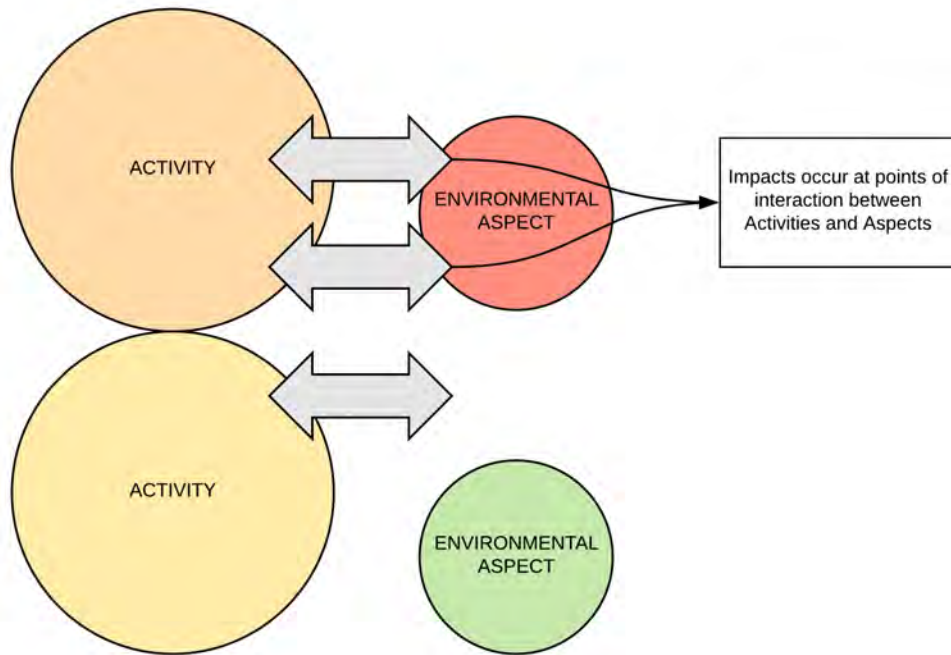 ACTIVITY
ENVIRONMENTAL
ASPECT
Impacts occur at points of
interaction between
Activities and Aspects
ACTIVITY
ENVIRONMENTAL
ASPECT